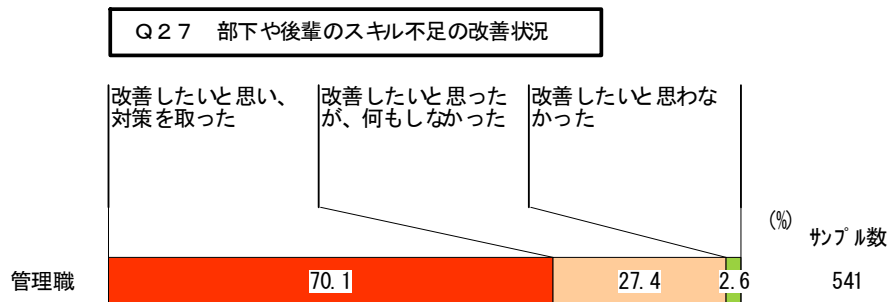 Ｑ２７　部下や後輩のスキル不足の改善状況
改善したいと思い、
対策を取った
改善したいと思った
が、何もしなかった
改善したいと思わな
かった
(%)
ｻﾝﾌﾟﾙ数
管理職
70.1
27.4
2.6
541